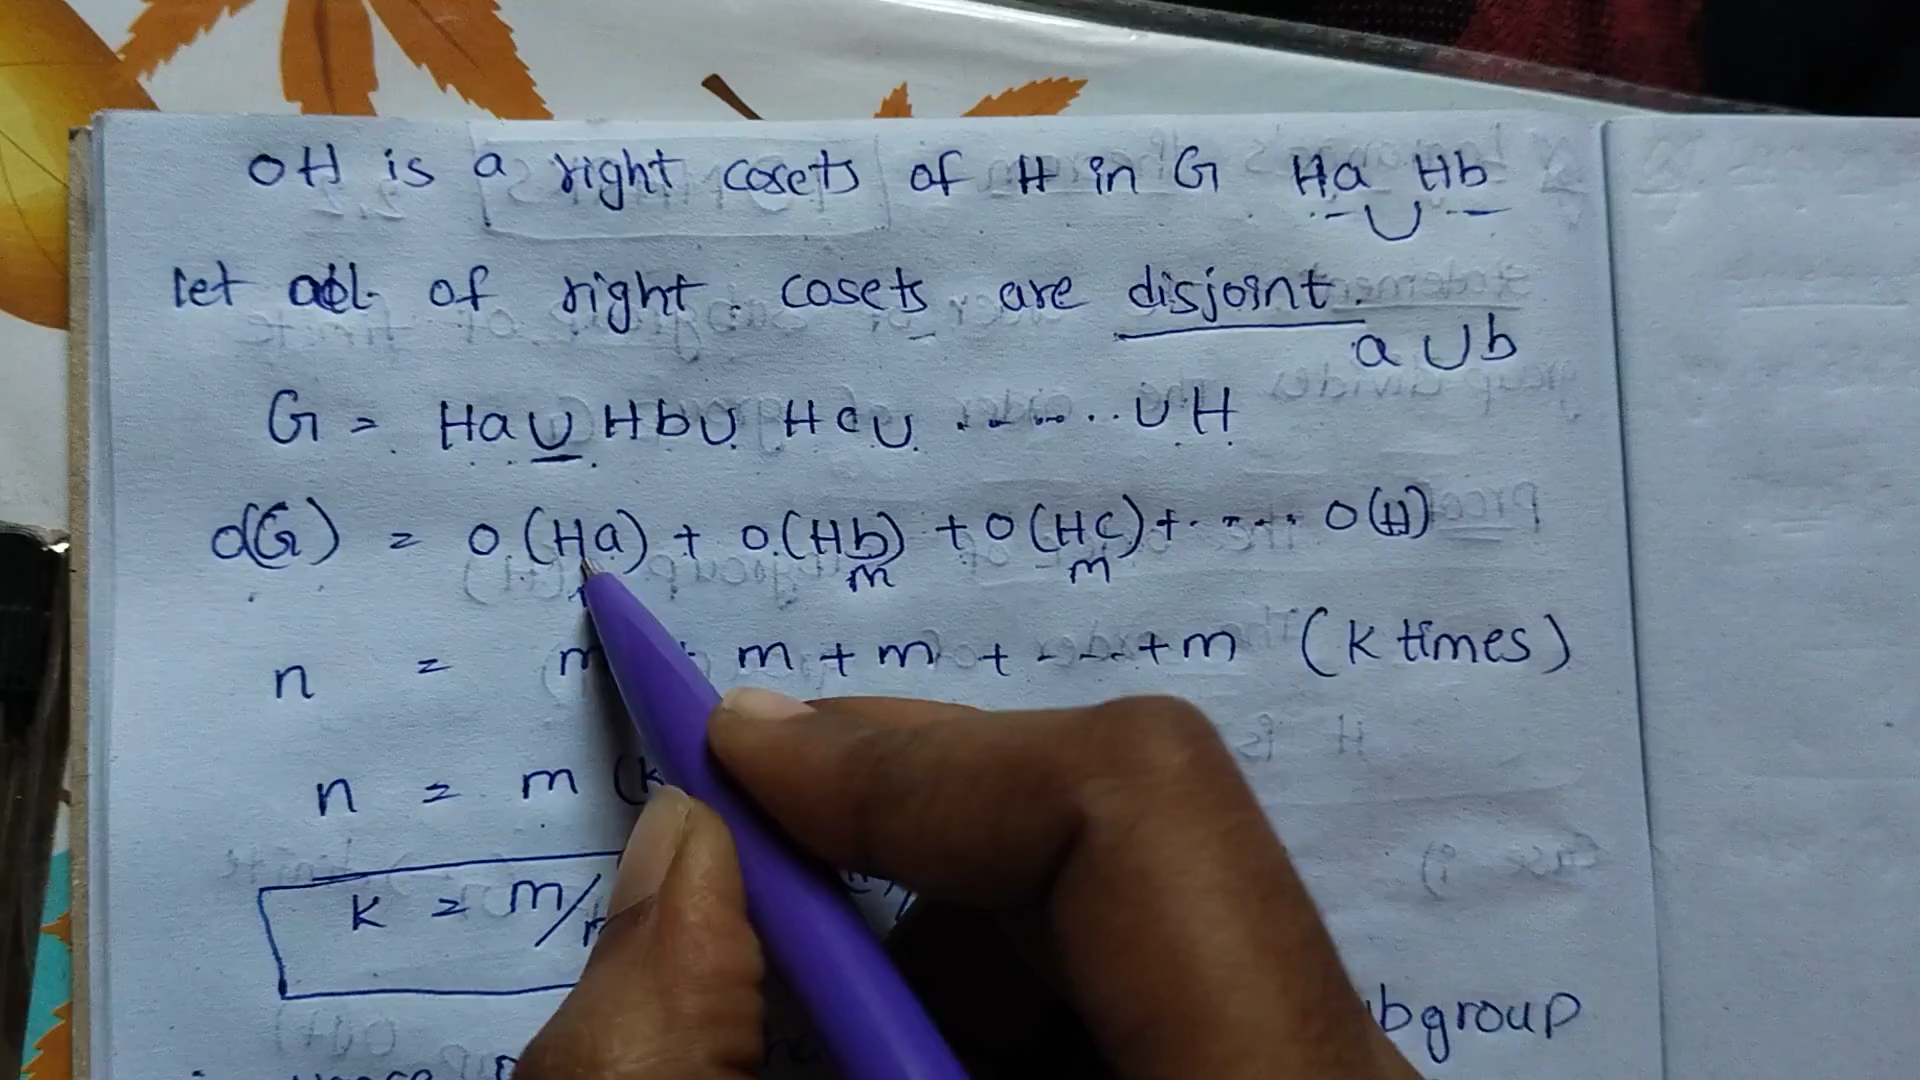 OH is a right cosets of H in G Ha Hb
∪
let all of right cosets are disjoint.
a ∪ b
G = Ha ∪ Hb ∪ Hc ∪ ...... ∪ H
o(G) = o(Ha) + o(Hb) + o(Hc) + ..... o(H)
m m
n = m + m + m + ... + m (k times)
n = m (k
k = m/
bgroup